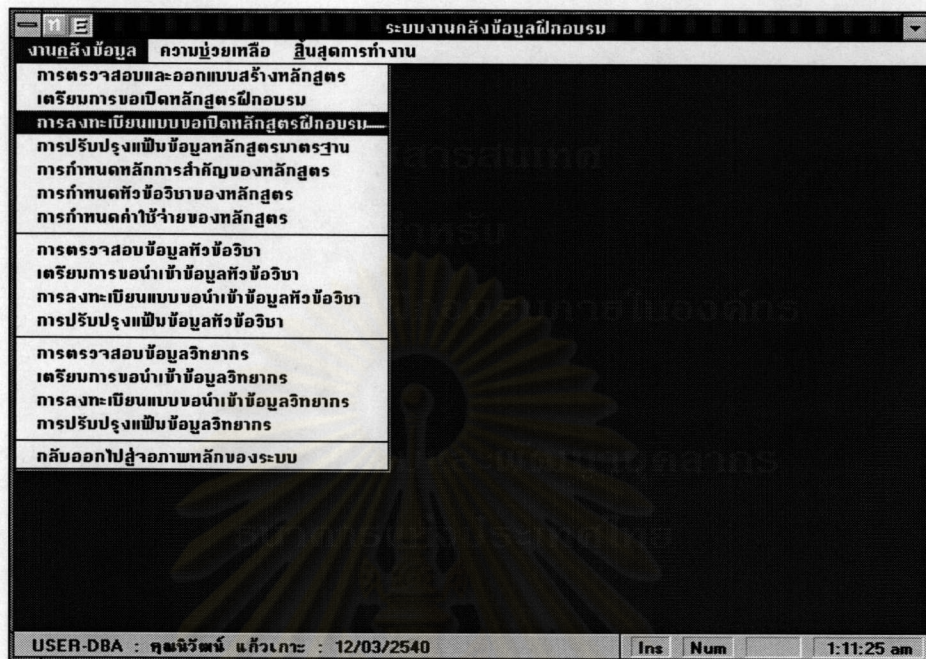 ท E ระบบงานคลังข้อมูลฝึกอบรม
งานคลังข้อมูล ความช่วยเหลือ สิ้นสุดการทำงาน
การตรวจสอบและออกแบบสร้างหลักสูตร
เตรียมการขอเปิดหลักสูตรฝึกอบรม
การลงทะเบียนแบบขอเปิดหลักสูตรฝึกอบรม
การปรับปรุงแฟ้มข้อมูลหลักสูตรมาตรฐาน
การกำหนดหลักการสำคัญของหลักสูตร
การกำหนดหัวข้อวิชาของหลักสูตร
การกำหนดค่าใช้จ่ายของหลักสูตร
การตรวจสอบข้อมูลหัวข้อวิชา
เตรียมการขอนำเข้าข้อมูลหัวข้อวิชา
การลงทะเบียนแบบขอนำเข้าข้อมูลหัวข้อวิชา
การปรับปรุงแฟ้มข้อมูลหัวข้อวิชา
การตรวจสอบข้อมูลวิทยากร
เตรียมการขอนำเข้าข้อมูลวิทยากร
การลงทะเบียนแบบขอนำเข้าข้อมูลวิทยากร
การปรับปรุงแฟ้มข้อมูลวิทยากร
กลับออกไปสู่จอภาพหลักของระบบ
USER-DBA : คุณนิวัฒน์ แก้วเกาะ : 12/03/2540 Ins Num 1:11:25 am